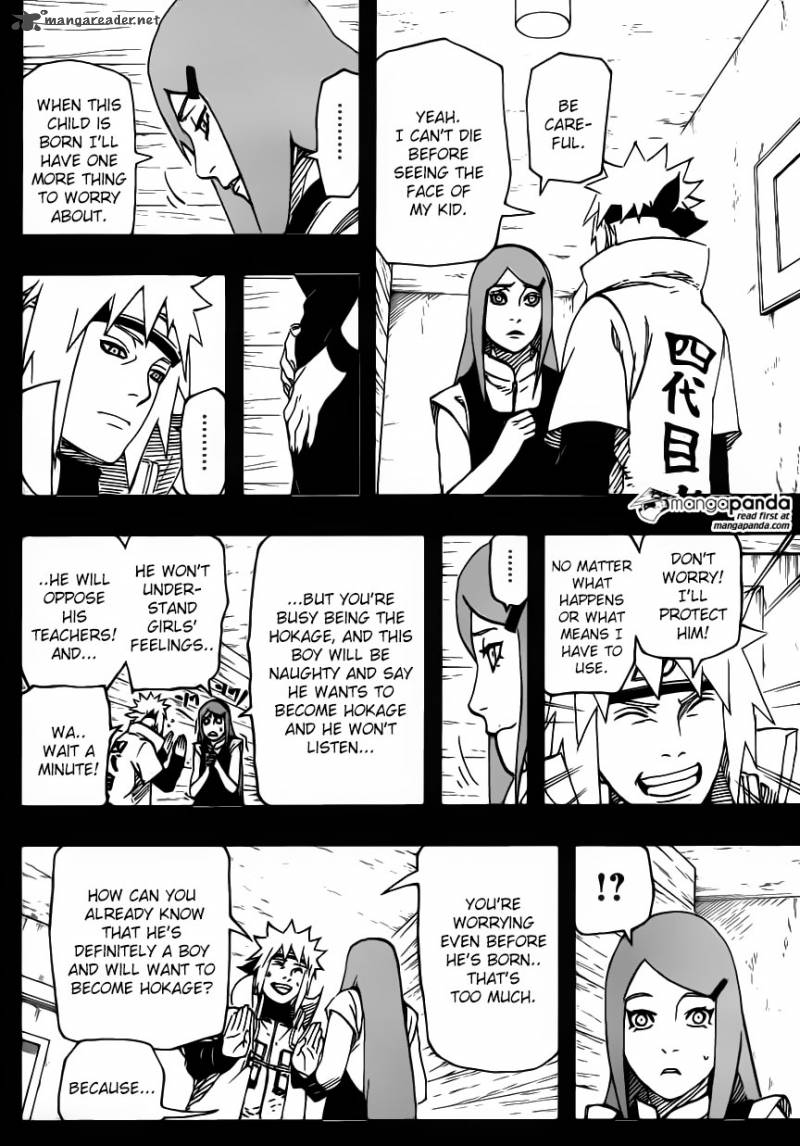 mangareader.net
BE
CARE-
FUL.
YEAH.
I CAN'T DIE
BEFORE
SEEING THE
FACE OF
MY KID.
四代目
.........
WHEN THIS
CHILD IS
BORN I'LL
HAVE ONE
MORE THING
TO WORRY
ABOUT.
.........
mangapanda
read first at
mangapanda.com
DON'T
WORRY!
I'LL
PROTECT
HIM!
NO MATTER
WHAT
HAPPENS
OR WHAT
MEANS I
HAVE TO
USE.
.........
...BUT YOU'RE
BUSY BEING THE
HOKAGE, AND THIS
BOY WILL BE
NAUGHTY AND SAY
HE WANTS TO
BECOME HOKAGE
AND HE WON'T
LISTEN...
HE WON'T
UNDER-
STAND
GIRLS'
FEELINGS..
..HE WILL
OPPOSE
HIS
TEACHERS!
AND...
WA..
WAIT A
MINUTE!
!?
YOU'RE
WORRYING
EVEN BEFORE
HE'S BORN..
THAT'S
TOO MUCH.
HOW CAN YOU
ALREADY KNOW
THAT HE'S
DEFINITELY A BOY
AND WILL WANT TO
BECOME HOKAGE?
BECAUSE...